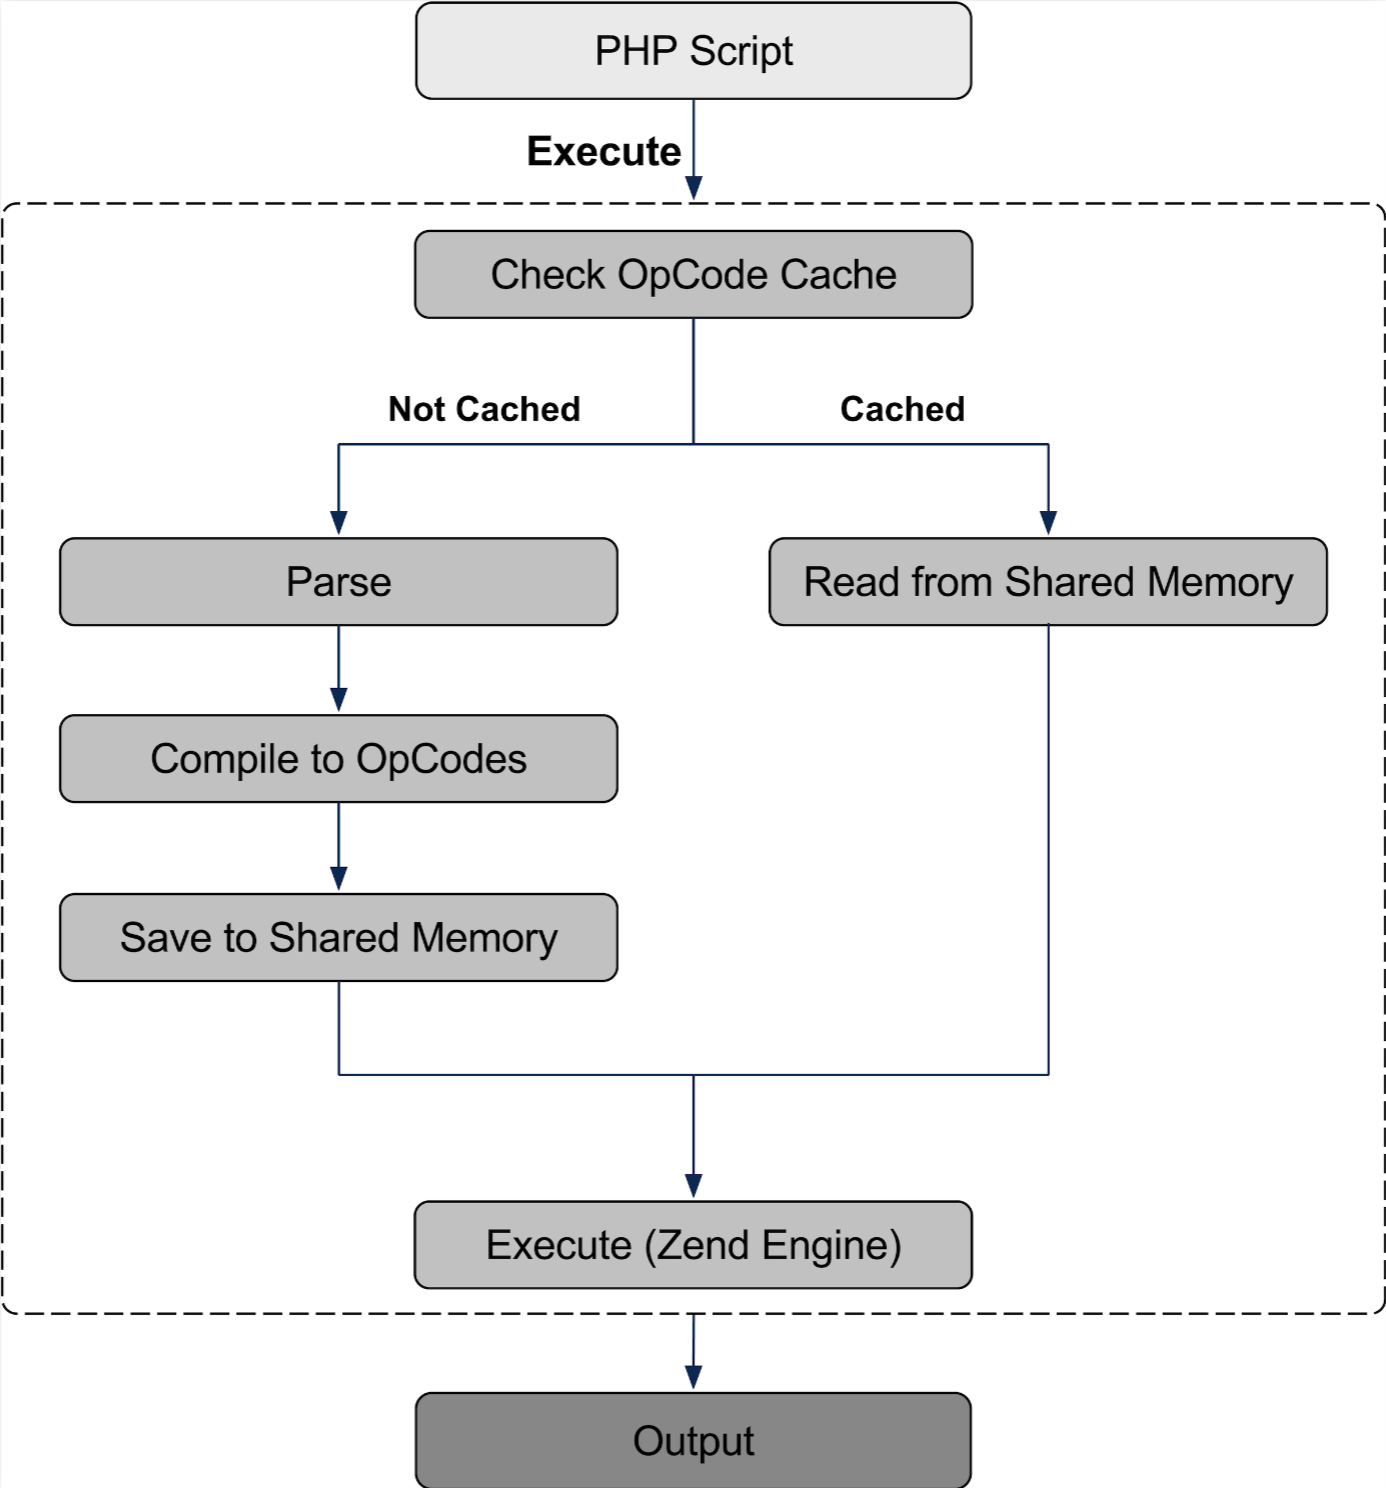 PHP Script
Execute
Check OpCode Cache
Not Cached
Cached
Parse
Read from Shared Memory
Compile to OpCodes
Save to Shared Memory
Execute (Zend Engine)
Output